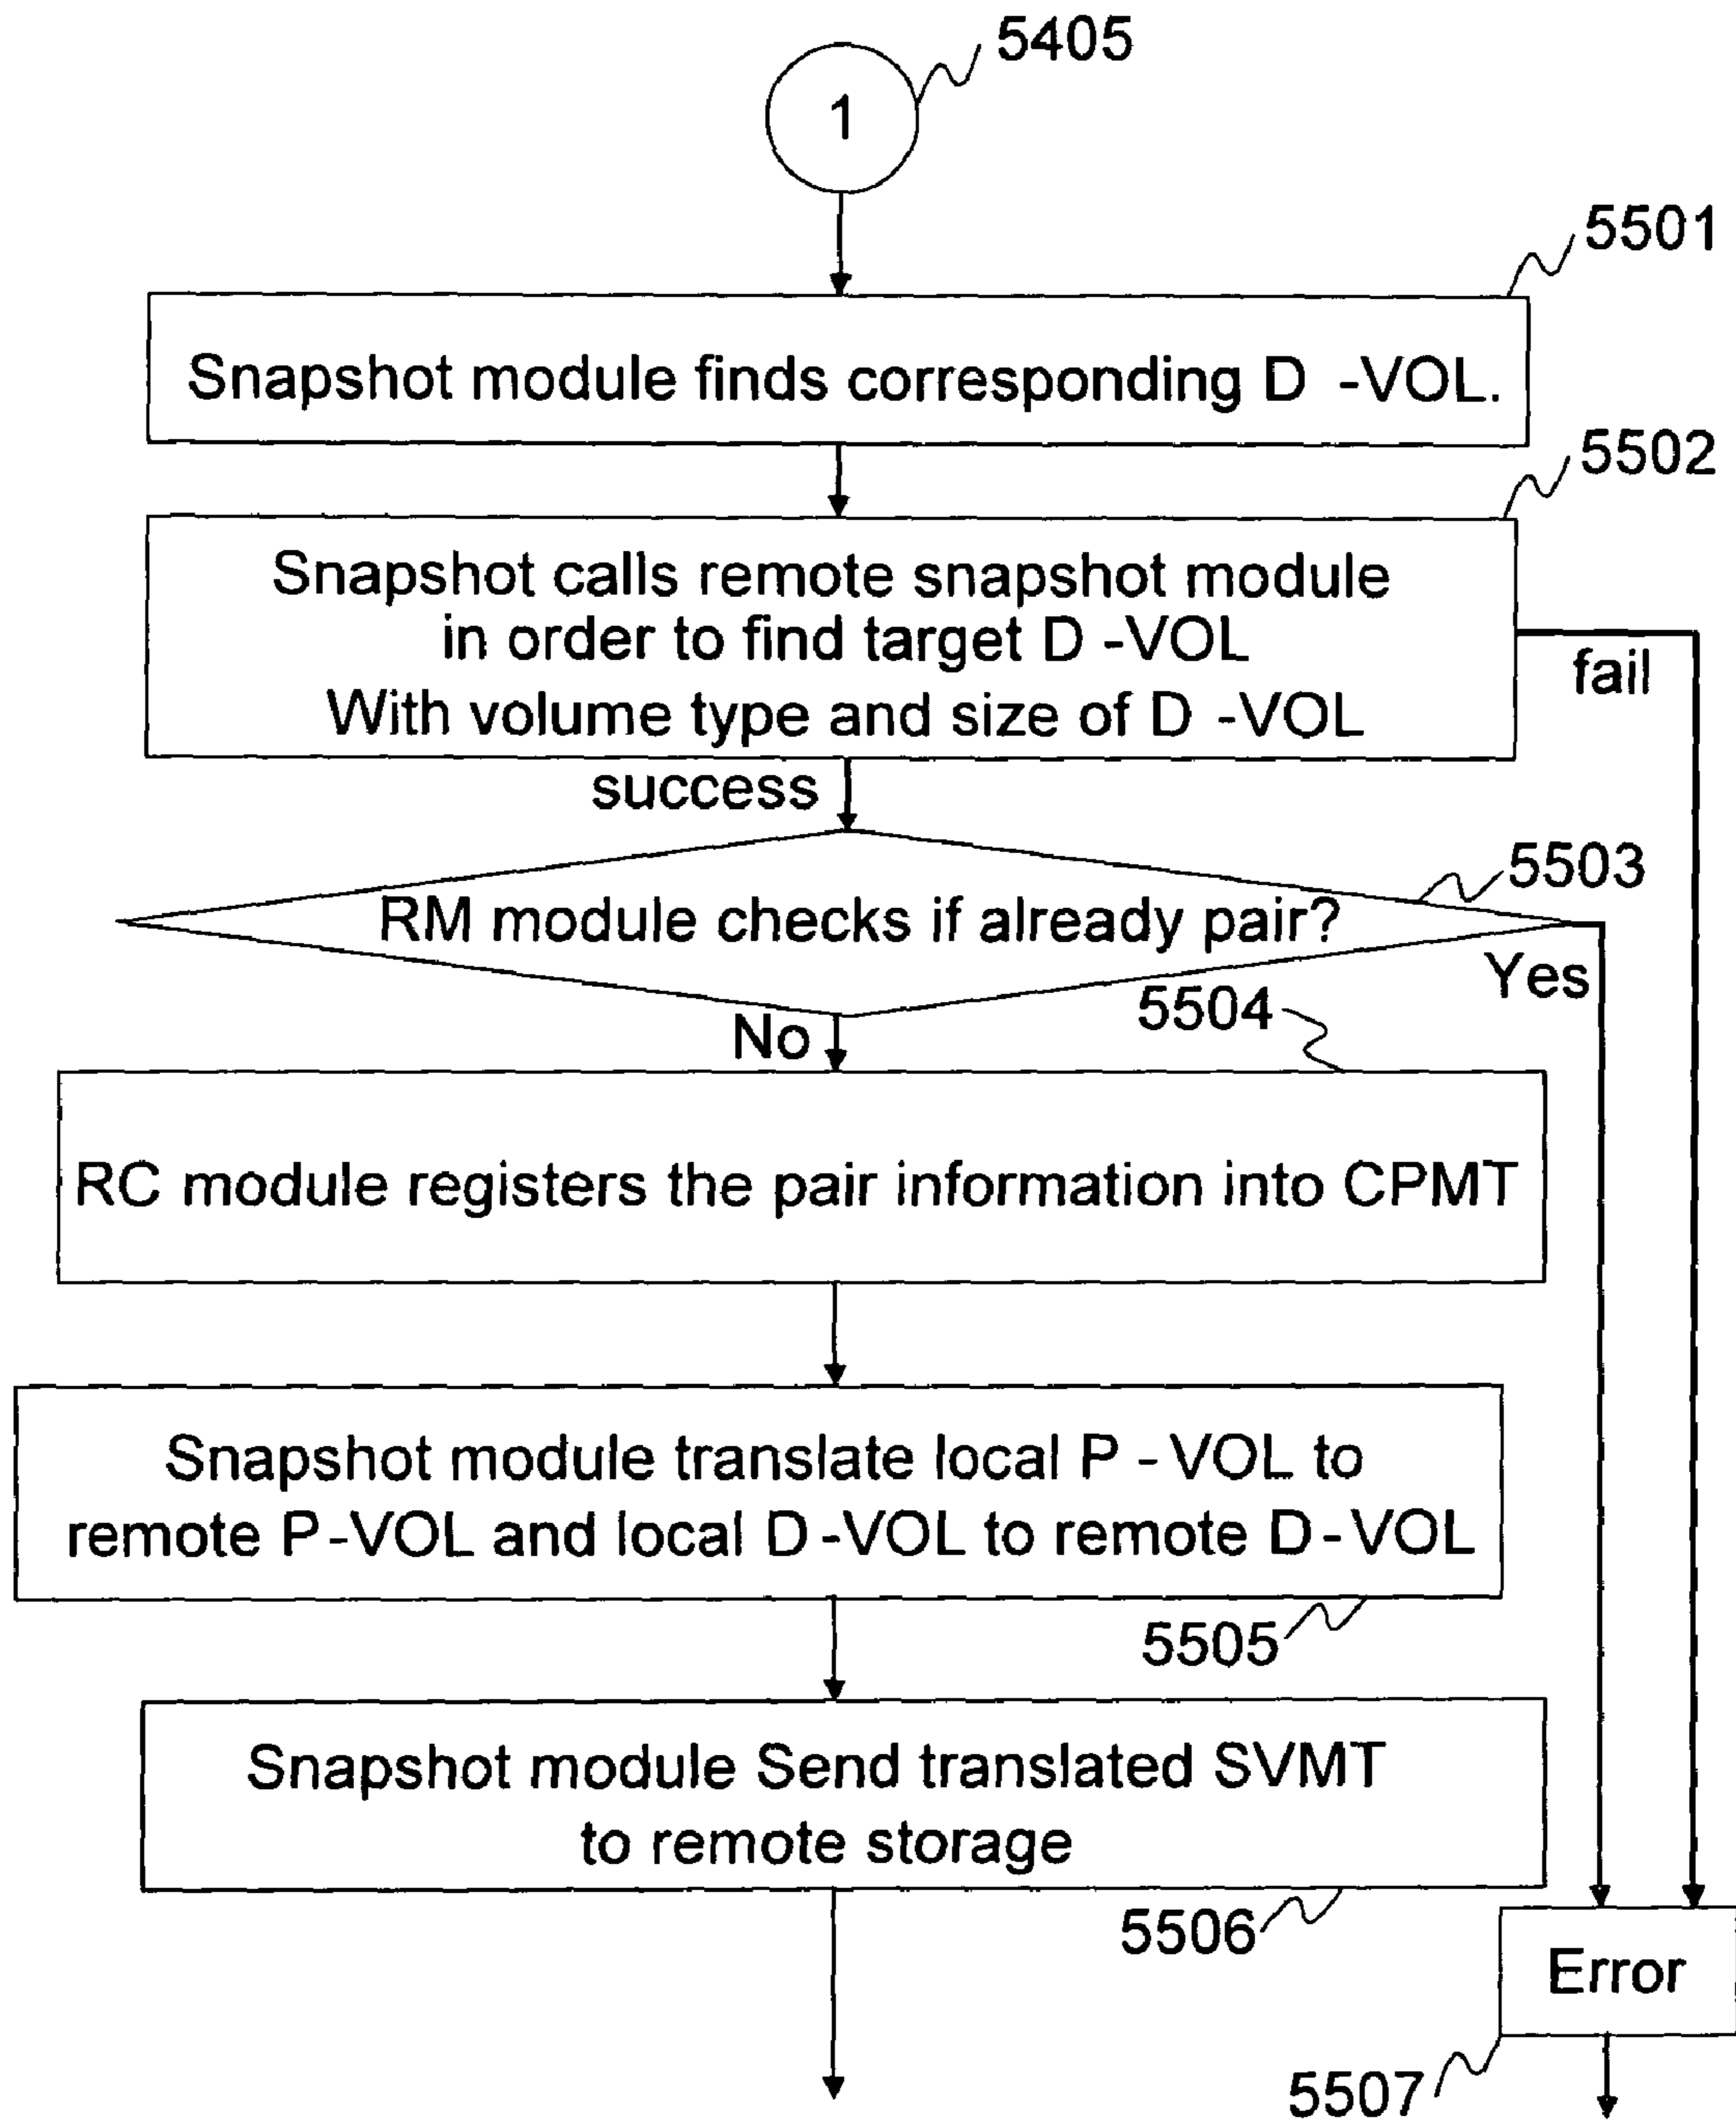 5405
1
5501
Snapshot module finds corresponding D -VOL.
5502
Snapshot calls remote snapshot module
in order to find target D -VOL
With volume type and size of D -VOL
fail
success
5503
RM module checks if already pair?
Yes
5504
No
RC module registers the pair information into CPMT
Snapshot module translate local P - VOL to
remote P -VOL and local D -VOL to remote D - VOL
5505
Snapshot module Send translated SVMT
to remote storage
5506
Error
5507